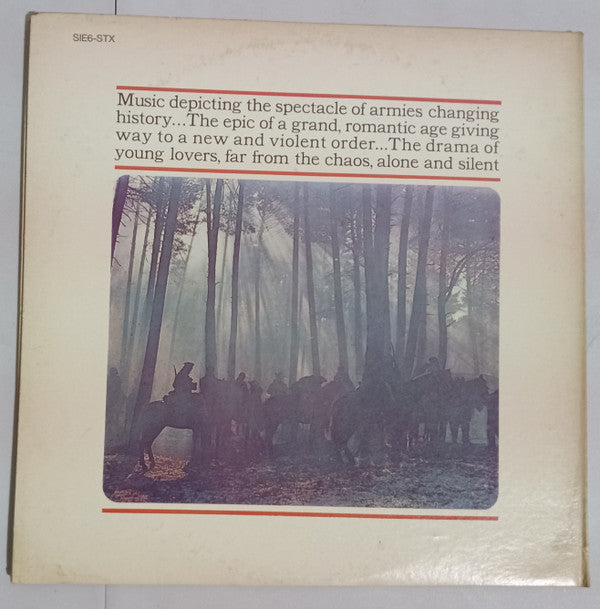 SIE6-STX
Music depicting the spectacle of armies changing
history...The epic of a grand, romantic age giving
way to a new and violent order...The drama of
young lovers, far from the chaos, alone and silent